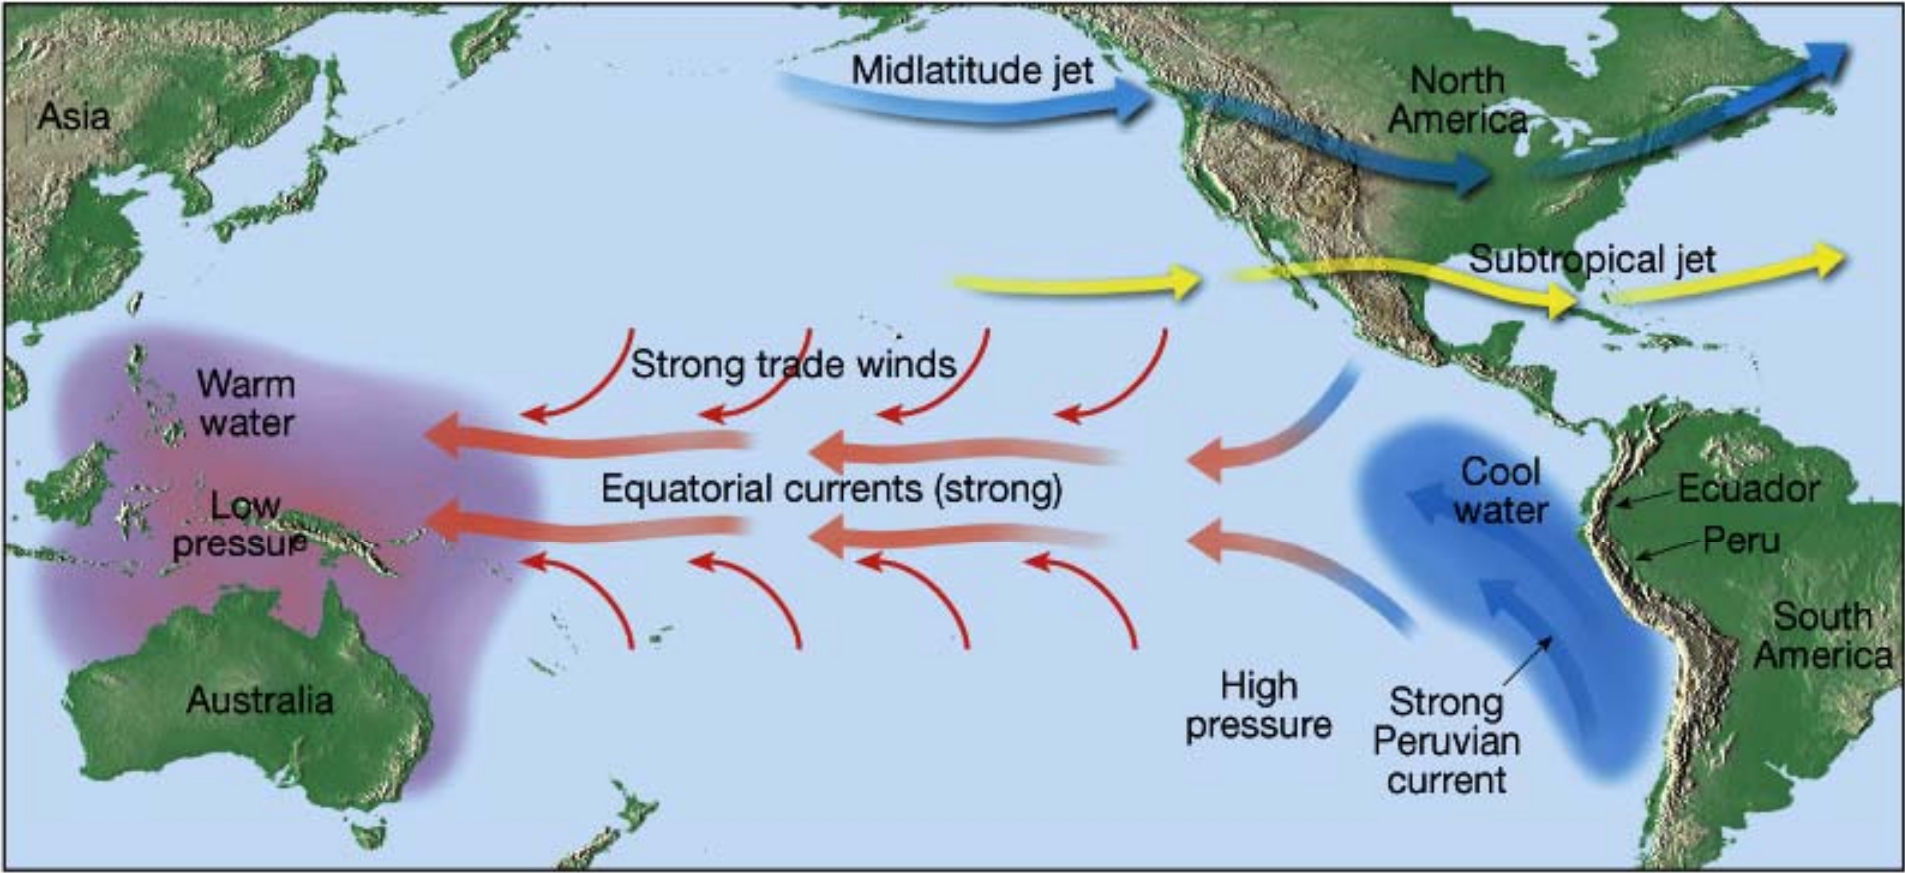 Midlatitude jet
North
America
Asia
Subtropical jet
Strong trade winds
Warm
water
Low
pressure
Equatorial currents (strong)
Cool
water
Ecuador
Peru
South
America
Australia
High
pressure
Strong
Peruvian
current